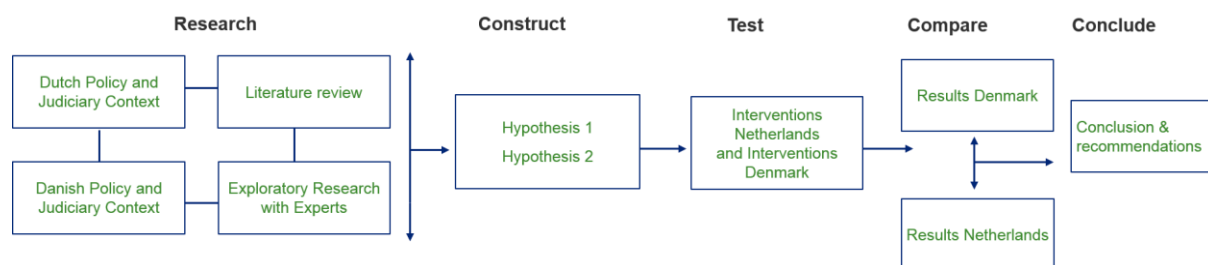 Research
Construct
Test
Compare
Conclude
Dutch Policy and
Judiciary Context
Literature review
Danish Policy and
Judiciary Context
Exploratory Research
with Experts
Hypothesis 1
Hypothesis 2
Interventions
Netherlands
and Interventions
Denmark
Results Denmark
Results Netherlands
Conclusion &
recommendations